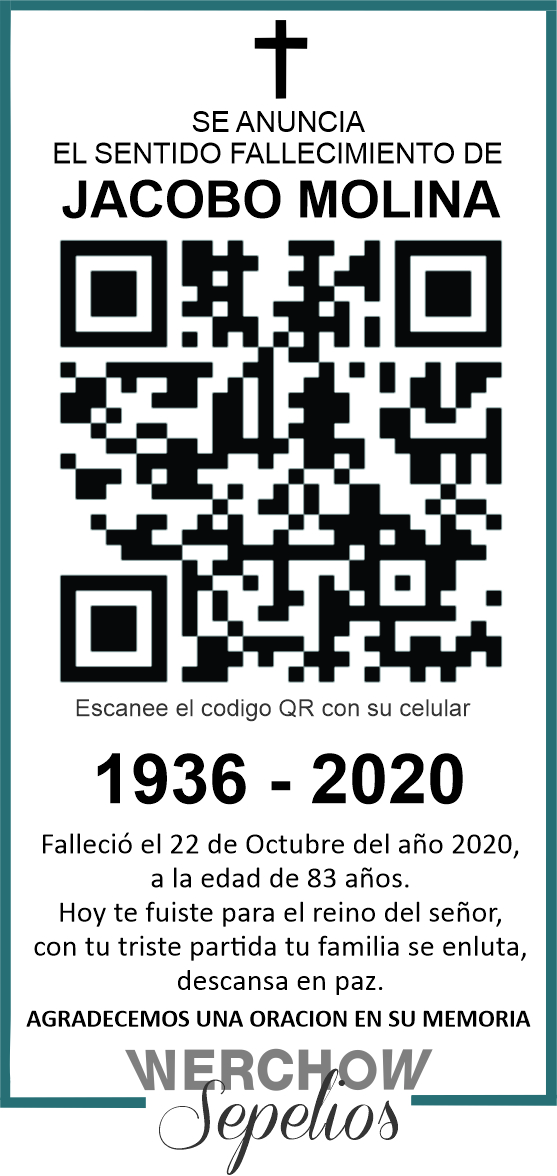 SE ANUNCIA
EL SENTIDO FALLECIMIENTO DE
JACOBO MOLINA
Escanee el codigo QR con su celular
1936 - 2020
Falleció el 22 de Octubre del año 2020,
a la edad de 83 años.
Hoy te fuiste para el reino del señor,
con tu triste partida tu familia se enluta,
descansa en paz.
AGRADECEMOS UNA ORACION EN SU MEMORIA
WERCHOW
Sepelios